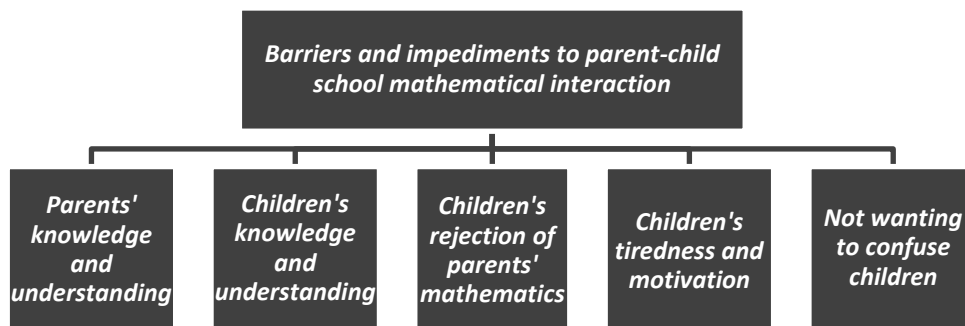 Barriers and impediments to parent-child
school mathematical interaction
Parents'
knowledge
and
understanding
Children's
knowledge
and
understanding
Children's
rejection of
parents'
mathematics
Children's
tiredness and
motivation
Not wanting
to confuse
children